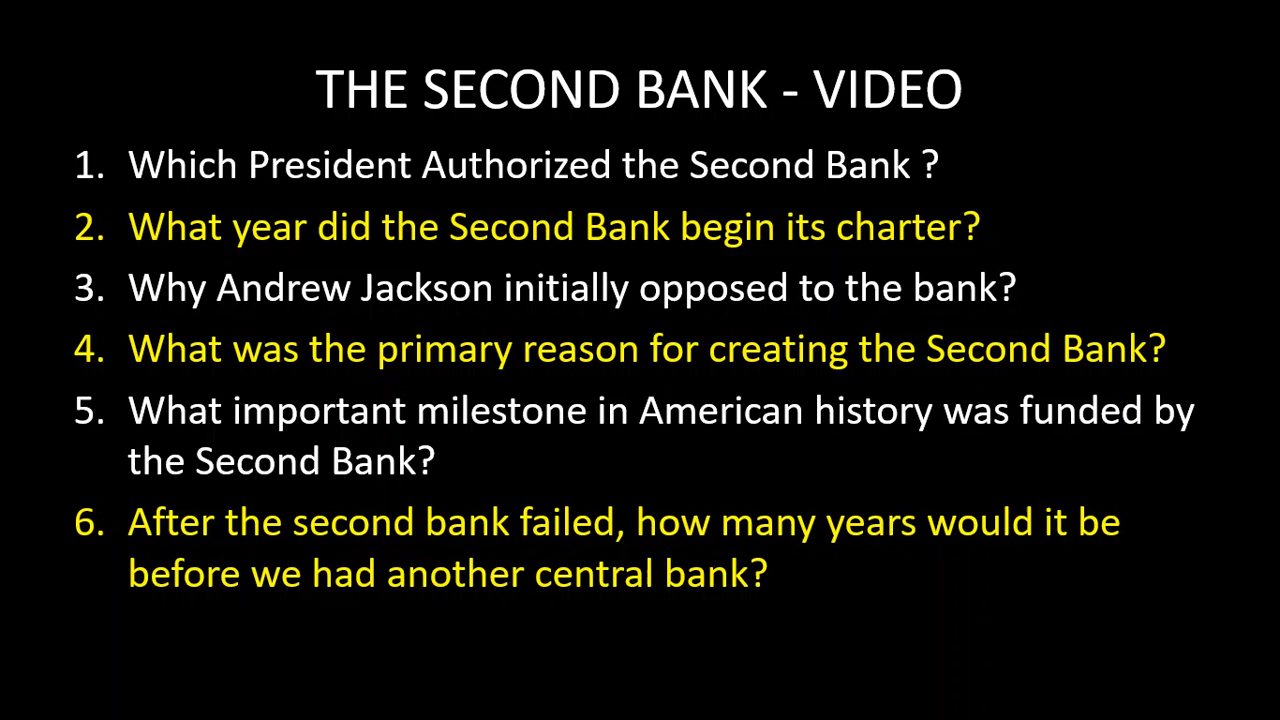 THE SECOND BANK - VIDEO
1. Which President Authorized the Second Bank ?
2. What year did the Second Bank begin its charter?
3. Why Andrew Jackson initially opposed to the bank?
4. What was the primary reason for creating the Second Bank?
5. What important milestone in American history was funded by
the Second Bank?
6. After the second bank failed, how many years would it be
before we had another central bank?